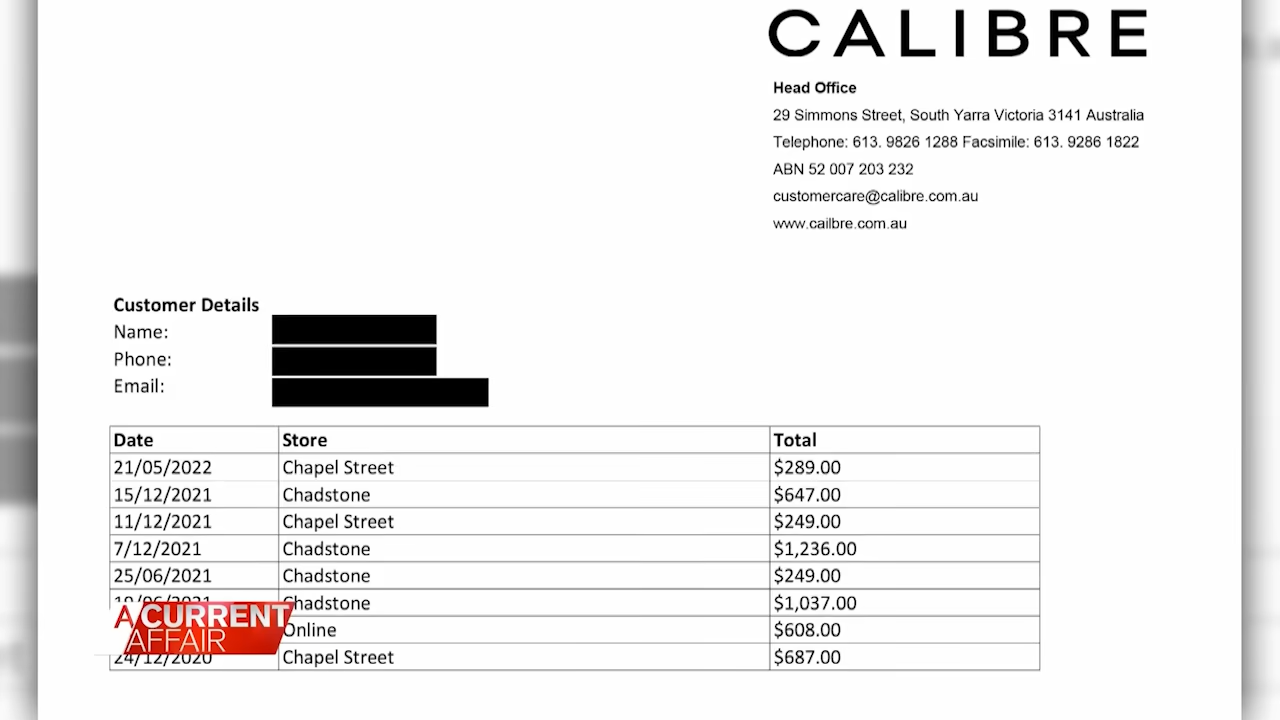 CALIBRE
Head Office
29 Simmons Street, South Yarra Victoria 3141 Australia
Telephone: 613. 9826 1288 Facsimile: 613. 9286 1822
ABN 52 007 203 232
customercare@calibre.com.au
www.cailbre.com.au
Customer Details
Name:
Phone:
Email:
Date Store Total
21/05/2022 Chapel Street $289.00
15/12/2021 Chadstone $647.00
11/12/2021 Chapel Street $249.00
7/12/2021 Chadstone $1,236.00
25/06/2021 Chadstone $249.00
Chadstone $1,037.00
Online $608.00
24/12/2020 Chapel Street $687.00
A CURRENT
AFFAIR